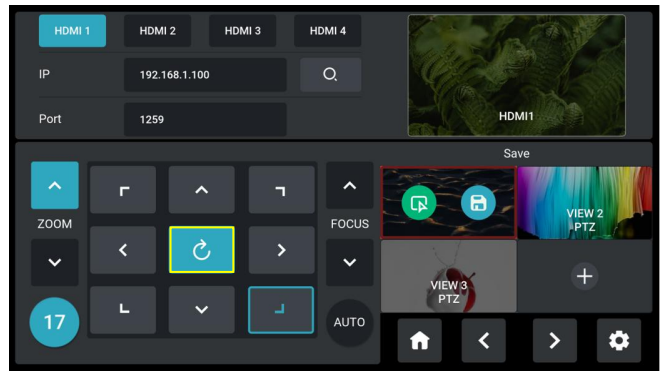 HDMI 1 HDMI 2 HDMI 3 HDMI 4
IP 192.168.1.100
Port 1259
HDMI1
Save
ZOOM
17
FOCUS
AUTO
VIEW 2
PTZ
VIEW 3
PTZ